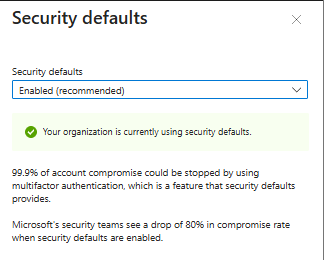 Security defaults
Security defaults
Enabled (recommended)
Your organization is currently using security defaults.
99.9% of account compromise could be stopped by using
multifactor authentication, which is a feature that security defaults
provides.
Microsoft's security teams see a drop of 80% in compromise rate
when security defaults are enabled.